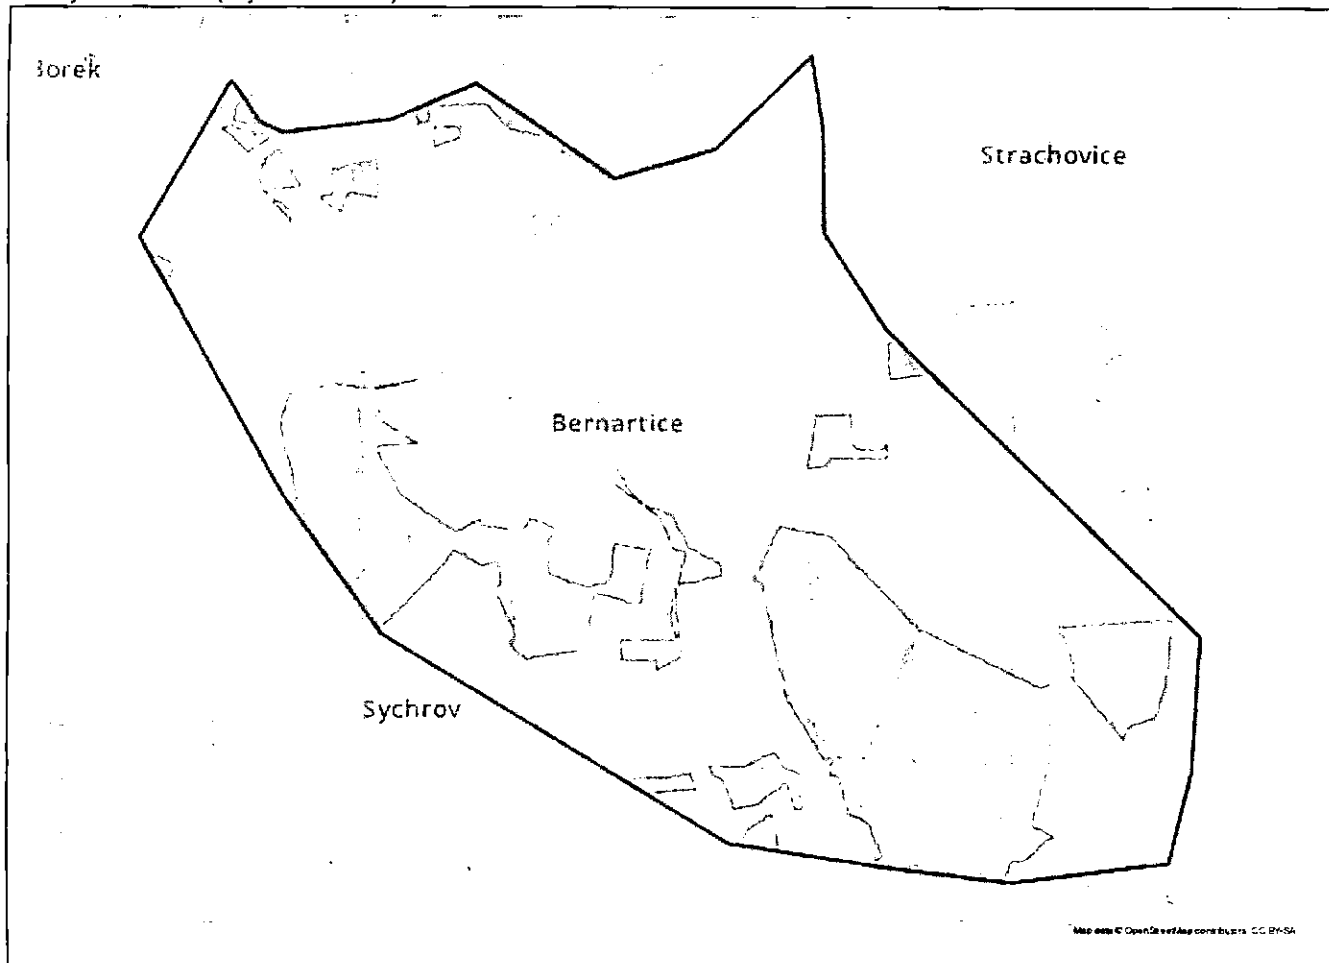 Borek
Strachovice
Bernartice
Sychrov
Map data © OpenStreetMap contributors CC BY-SA